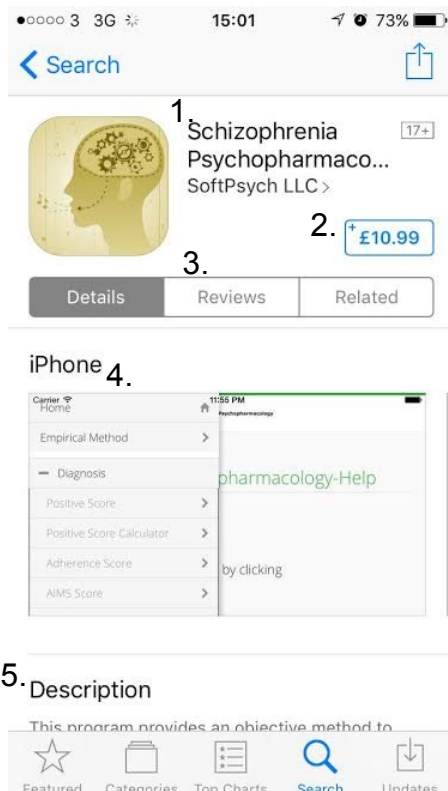 ●○○○○ 3 3G 15:01 73%
Search
1.
Schizophrenia 17+
Psychopharmaco...
SoftPsych LLC >
2. +£10.99
3.
Details Reviews Related
iPhone 4.
Carrier 11:55 PM
Home Psychopharmacology
Empirical Method
– Diagnosis pharmacology-Help
Positive Score
Positive Score Calculator
Adherence Score by clicking
AIMS Score
5. Description
This program provides an objective method to
Featured Categories Top Charts Search Updates